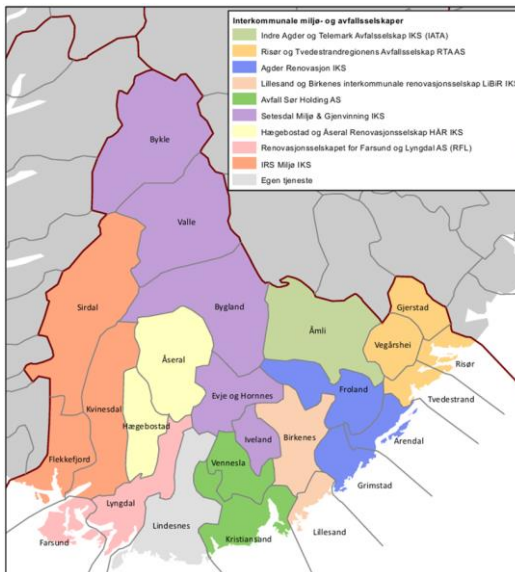 Interkommunale miljø- og avfallsselskaper
Indre Agder og Telemark Avfallsselskap IKS (IATA)
Risør og Tvedestrandregionens Avfallsselskap RTA AS
Agder Renovasjon IKS
Lillesand og Birkenes interkommunale renovasjonsselskap LiBiR IKS
Avfall Sør Holding AS
Setesdal Miljø & Gjenvinning IKS
Hægebostad og Åseral Renovasjonsselskap HÅR IKS
Renovasjonsselskapet for Farsund og Lyngdal AS (RFL)
IRS Miljø IKS
Egen tjeneste
Bykle
Valle
Sirdal
Bygland
Gjerstad
Åmli
Vegårshei
Åseral
Risør
Evje og Hornnes
Froland
Tvedestrand
Kvinesdal
Hægebostad
Iveland
Birkenes
Arendal
Flekkefjord
Vennesla
Grimstad
Lyngdal
Lindesnes
Lillesand
Farsund
Kristiansand